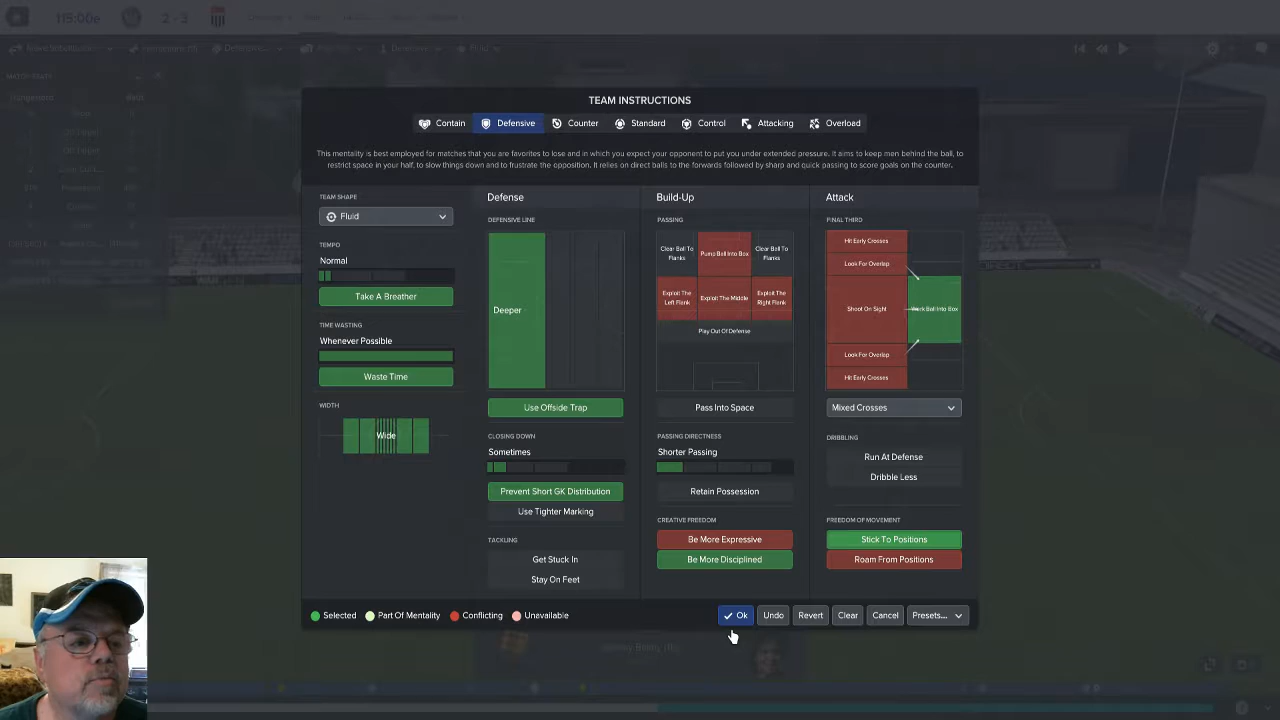 115:00e
2 - 3
TEAM INSTRUCTIONS
Contain
Defensive
Counter
Standard
Control
Attacking
Overload
This mentality is best employed for matches that you are favorites to lose and in which you expect your opponent to put you under extended pressure. It aims to keep men behind the ball, to
restrict space in your half, to slow things down and to frustrate the opposition. It relies on direct balls to the forwards followed by sharp and quick passing to score goals on the counter.
TEAM SHAPE
Fluid
TEMPO
Normal
Take A Breather
TIME WASTING
Whenever Possible
Waste Time
WIDTH
Wide
Defense
DEFENSIVE LINE
Deeper
Use Offside Trap
CLOSING DOWN
Sometimes
Prevent Short GK Distribution
Use Tighter Marking
TACKLING
Get Stuck In
Stay On Feet
Build-Up
PASSING
Clear Ball To
Flanks
Pump Ball Into Box
Clear Ball To
Flanks
Exploit The
Left Flank
Exploit The Middle
Exploit The
Right Flank
Play Out Of Defense
Pass Into Space
PASSING DIRECTNESS
Shorter Passing
Retain Possession
CREATIVE FREEDOM
Be More Expressive
Be More Disciplined
Attack
FINAL THIRD
Hit Early Crosses
Look For Overlap
Shoot On Sight
Work Ball Into Box
Look For Overlap
Hit Early Crosses
Mixed Crosses
DRIBBLING
Run At Defense
Dribble Less
FREEDOM OF MOVEMENT
Stick To Positions
Roam From Positions
Selected
Part Of Mentality
Conflicting
Unavailable
Ok
Undo
Revert
Clear
Cancel
Presets...